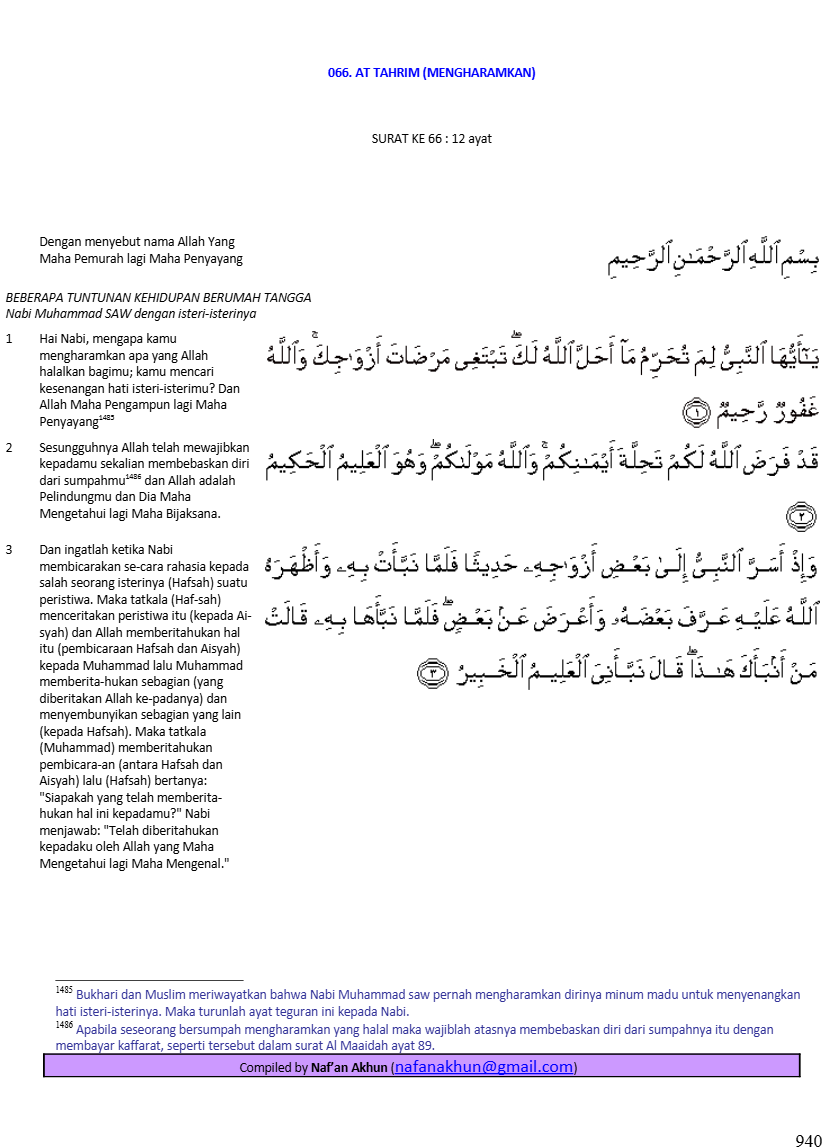 066. AT TAHRIM (MENGHARAMKAN)
SURAT KE 66 : 12 ayat
Dengan menyebut nama Allah Yang
Maha Pemurah lagi Maha Penyayang
بِسْمِ ٱللَّهِ ٱلرَّحْمَـٰنِ ٱلرَّحِيمِ
BEBERAPA TUNTUNAN KEHIDUPAN BERUMAH TANGGA
Nabi Muhammad SAW dengan isteri-isterinya
1 Hai Nabi, mengapa kamu
mengharamkan apa yang Allah
halalkan bagimu; kamu mencari
kesenangan hati isteri-isterimu? Dan
Allah Maha Pengampun lagi Maha
Penyayang1485
يَـٰٓأَيُّهَا ٱلنَّبِىُّ لِمَ تُحَرِّمُ مَآ أَحَلَّ ٱللَّهُ لَكَ ۖ تَبْتَغِى مَرْضَاتَ أَزْوَٰجِكَ ۚ وَٱللَّهُ
غَفُورٌ رَّحِيمٌ ١
2 Sesungguhnya Allah telah mewajibkan
kepadamu sekalian membebaskan diri
dari sumpahmu1486 dan Allah adalah
Pelindungmu dan Dia Maha
Mengetahui lagi Maha Bijaksana.
قَدْ فَرَضَ ٱللَّهُ لَكُمْ تَحِلَّةَ أَيْمَـٰنِكُمْ ۚ وَٱللَّهُ مَوْلَىٰكُمْ ۖ وَهُوَ ٱلْعَلِيمُ ٱلْحَكِيمُ
٢
3 Dan ingatlah ketika Nabi
membicarakan se-cara rahasia kepada
salah seorang isterinya (Hafsah) suatu
peristiwa. Maka tatkala (Haf-sah)
menceritakan peristiwa itu (kepada Ai-
syah) dan Allah memberitahukan hal
itu (pembicaraan Hafsah dan Aisyah)
kepada Muhammad lalu Muhammad
memberita-hukan sebagian (yang
diberitakan Allah ke-padanya) dan
menyembunyikan sebagian yang lain
(kepada Hafsah). Maka tatkala
(Muhammad) memberitahukan
pembicara-an (antara Hafsah dan
Aisyah) lalu (Hafsah) bertanya:
"Siapakah yang telah memberita-
hukan hal ini kepadamu?" Nabi
menjawab: "Telah diberitahukan
kepadaku oleh Allah yang Maha
Mengetahui lagi Maha Mengenal."
وَإِذْ أَسَرَّ ٱلنَّبِىُّ إِلَىٰ بَعْضِ أَزْوَٰجِهِۦ حَدِيثًا فَلَمَّا نَبَّأَتْ بِهِۦ وَأَظْهَرَهُ
ٱللَّهُ عَلَيْهِ عَرَّفَ بَعْضَهُۥ وَأَعْرَضَ عَنۢ بَعْضٍ ۖ فَلَمَّا نَبَّأَهَا بِهِۦ قَالَتْ
مَنْ أَنۢبَأَكَ هَـٰذَا ۖ قَالَ نَبَّأَنِىَ ٱلْعَلِيمُ ٱلْخَبِيرُ ٣
1485 Bukhari dan Muslim meriwayatkan bahwa Nabi Muhammad saw pernah mengharamkan dirinya minum madu untuk menyenangkan
hati isteri-isterinya. Maka turunlah ayat teguran ini kepada Nabi.
1486 Apabila seseorang bersumpah mengharamkan yang halal maka wajiblah atasnya membebaskan diri dari sumpahnya itu dengan
membayar kaffarat, seperti tersebut dalam surat Al Maaidah ayat 89.
Compiled by Naf'an Akhun (nafanakhun@gmail.com)
940